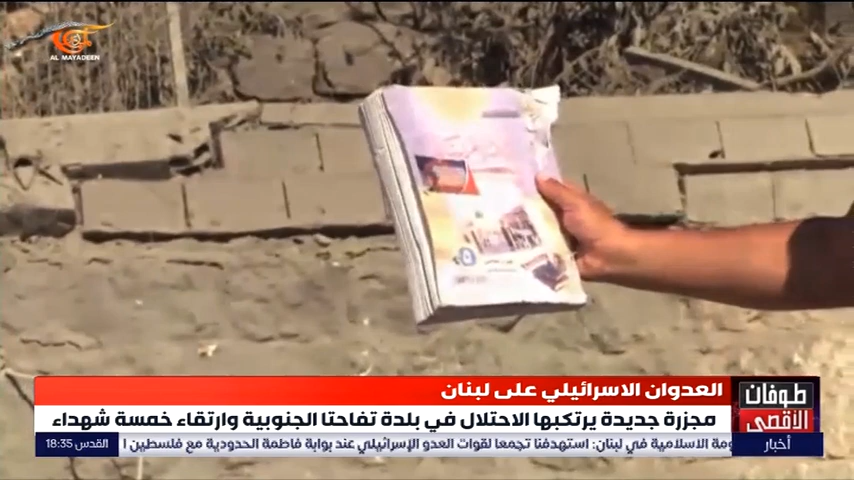 AL MAYADEEN
العدوان الاسرائيلي على لبنان
طوفان
الأقصى
مجزرة جديدة يرتكبها الاحتلال في بلدة تفاحتا الجنوبية وارتقاء خمسة شهداء
أخبار
ومة الاسلامية في لبنان: استهدفنا تجمعا لقوات العدو الإسرائيلي عند بوابة فاطمة الحدودية مع فلسطين ا
القدس 18:35